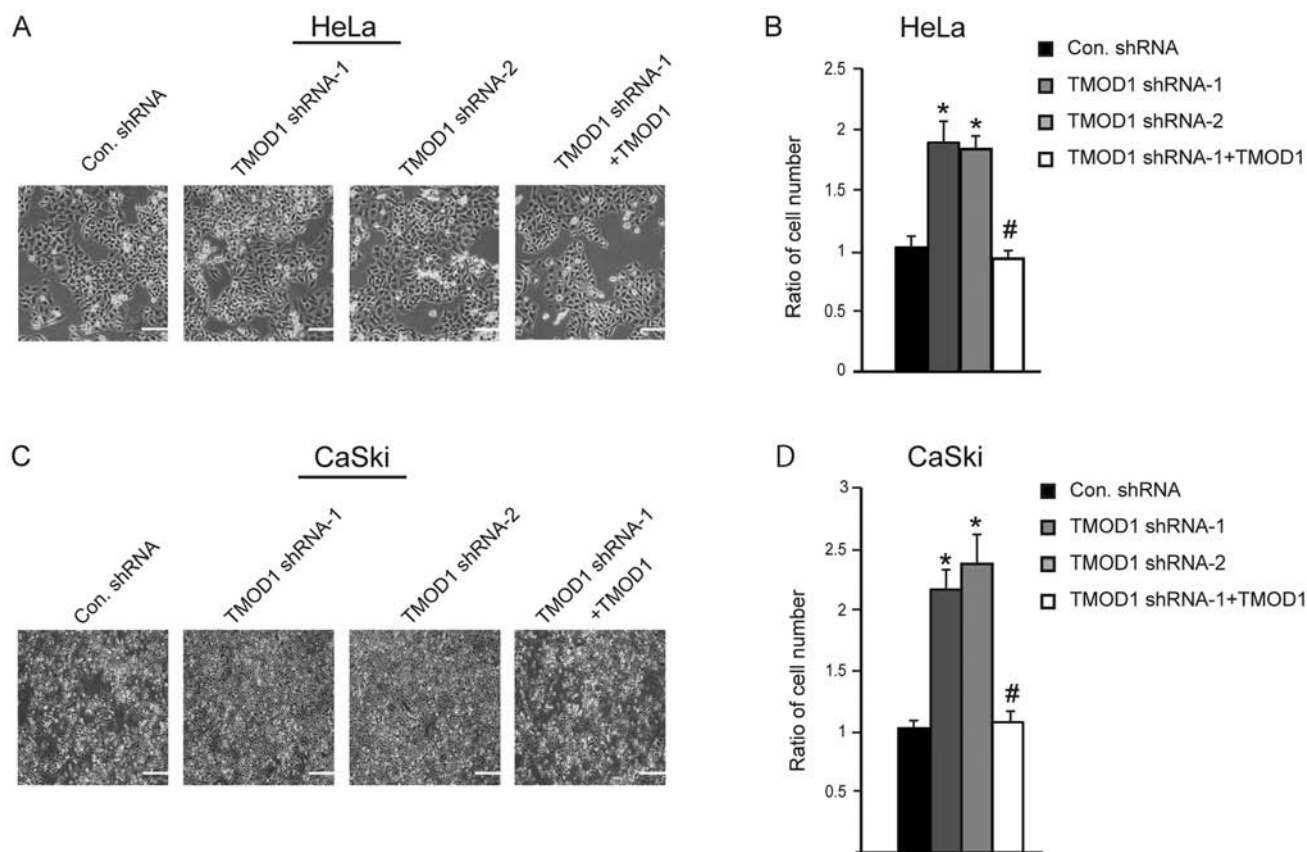 A
HeLa
Con. shRNA
TMOD1 shRNA-1
TMOD1 shRNA-2
TMOD1 shRNA-1
+TMOD1
B
HeLa
Ratio of cell number
2.5
2
1.5
1
0.5
0
*
*
#
Con. shRNA
TMOD1 shRNA-1
TMOD1 shRNA-2
TMOD1 shRNA-1+TMOD1
C
CaSki
Con. shRNA
TMOD1 shRNA-1
TMOD1 shRNA-2
TMOD1 shRNA-1
+TMOD1
D
CaSki
Ratio of cell number
3
2.5
2
1.5
1
0.5
*
*
#
Con. shRNA
TMOD1 shRNA-1
TMOD1 shRNA-2
TMOD1 shRNA-1+TMOD1